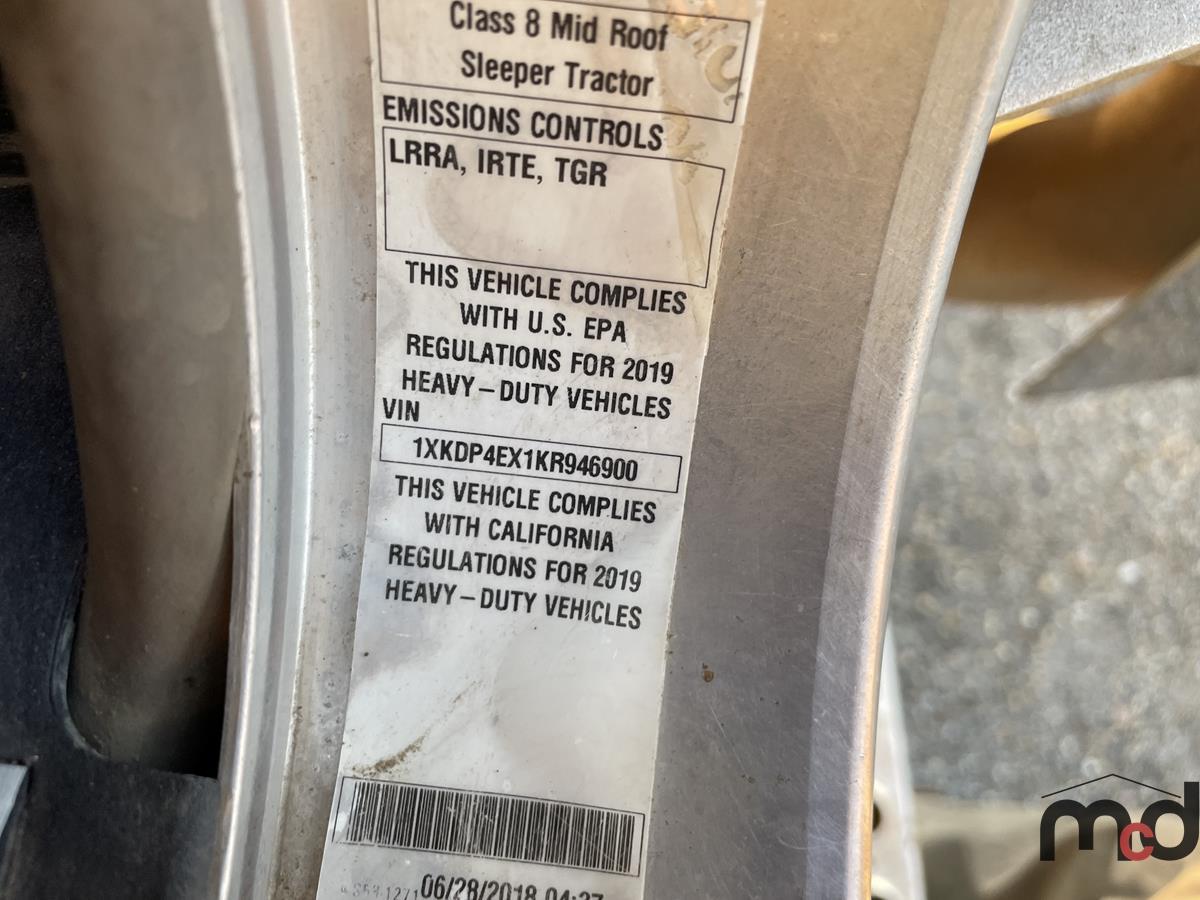 Class 8 Mid Roof
Sleeper Tractor
EMISSIONS CONTROLS
LRRA, IRTE, TGR
THIS VEHICLE COMPLIES
WITH U.S. EPA
REGULATIONS FOR 2019
HEAVY-DUTY VEHICLES
VIN
1XKDP4EX1KR946900
THIS VEHICLE COMPLIES
WITH CALIFORNIA
REGULATIONS FOR 2019
HEAVY-DUTY VEHICLES
06/28/2018 04:27
mcd